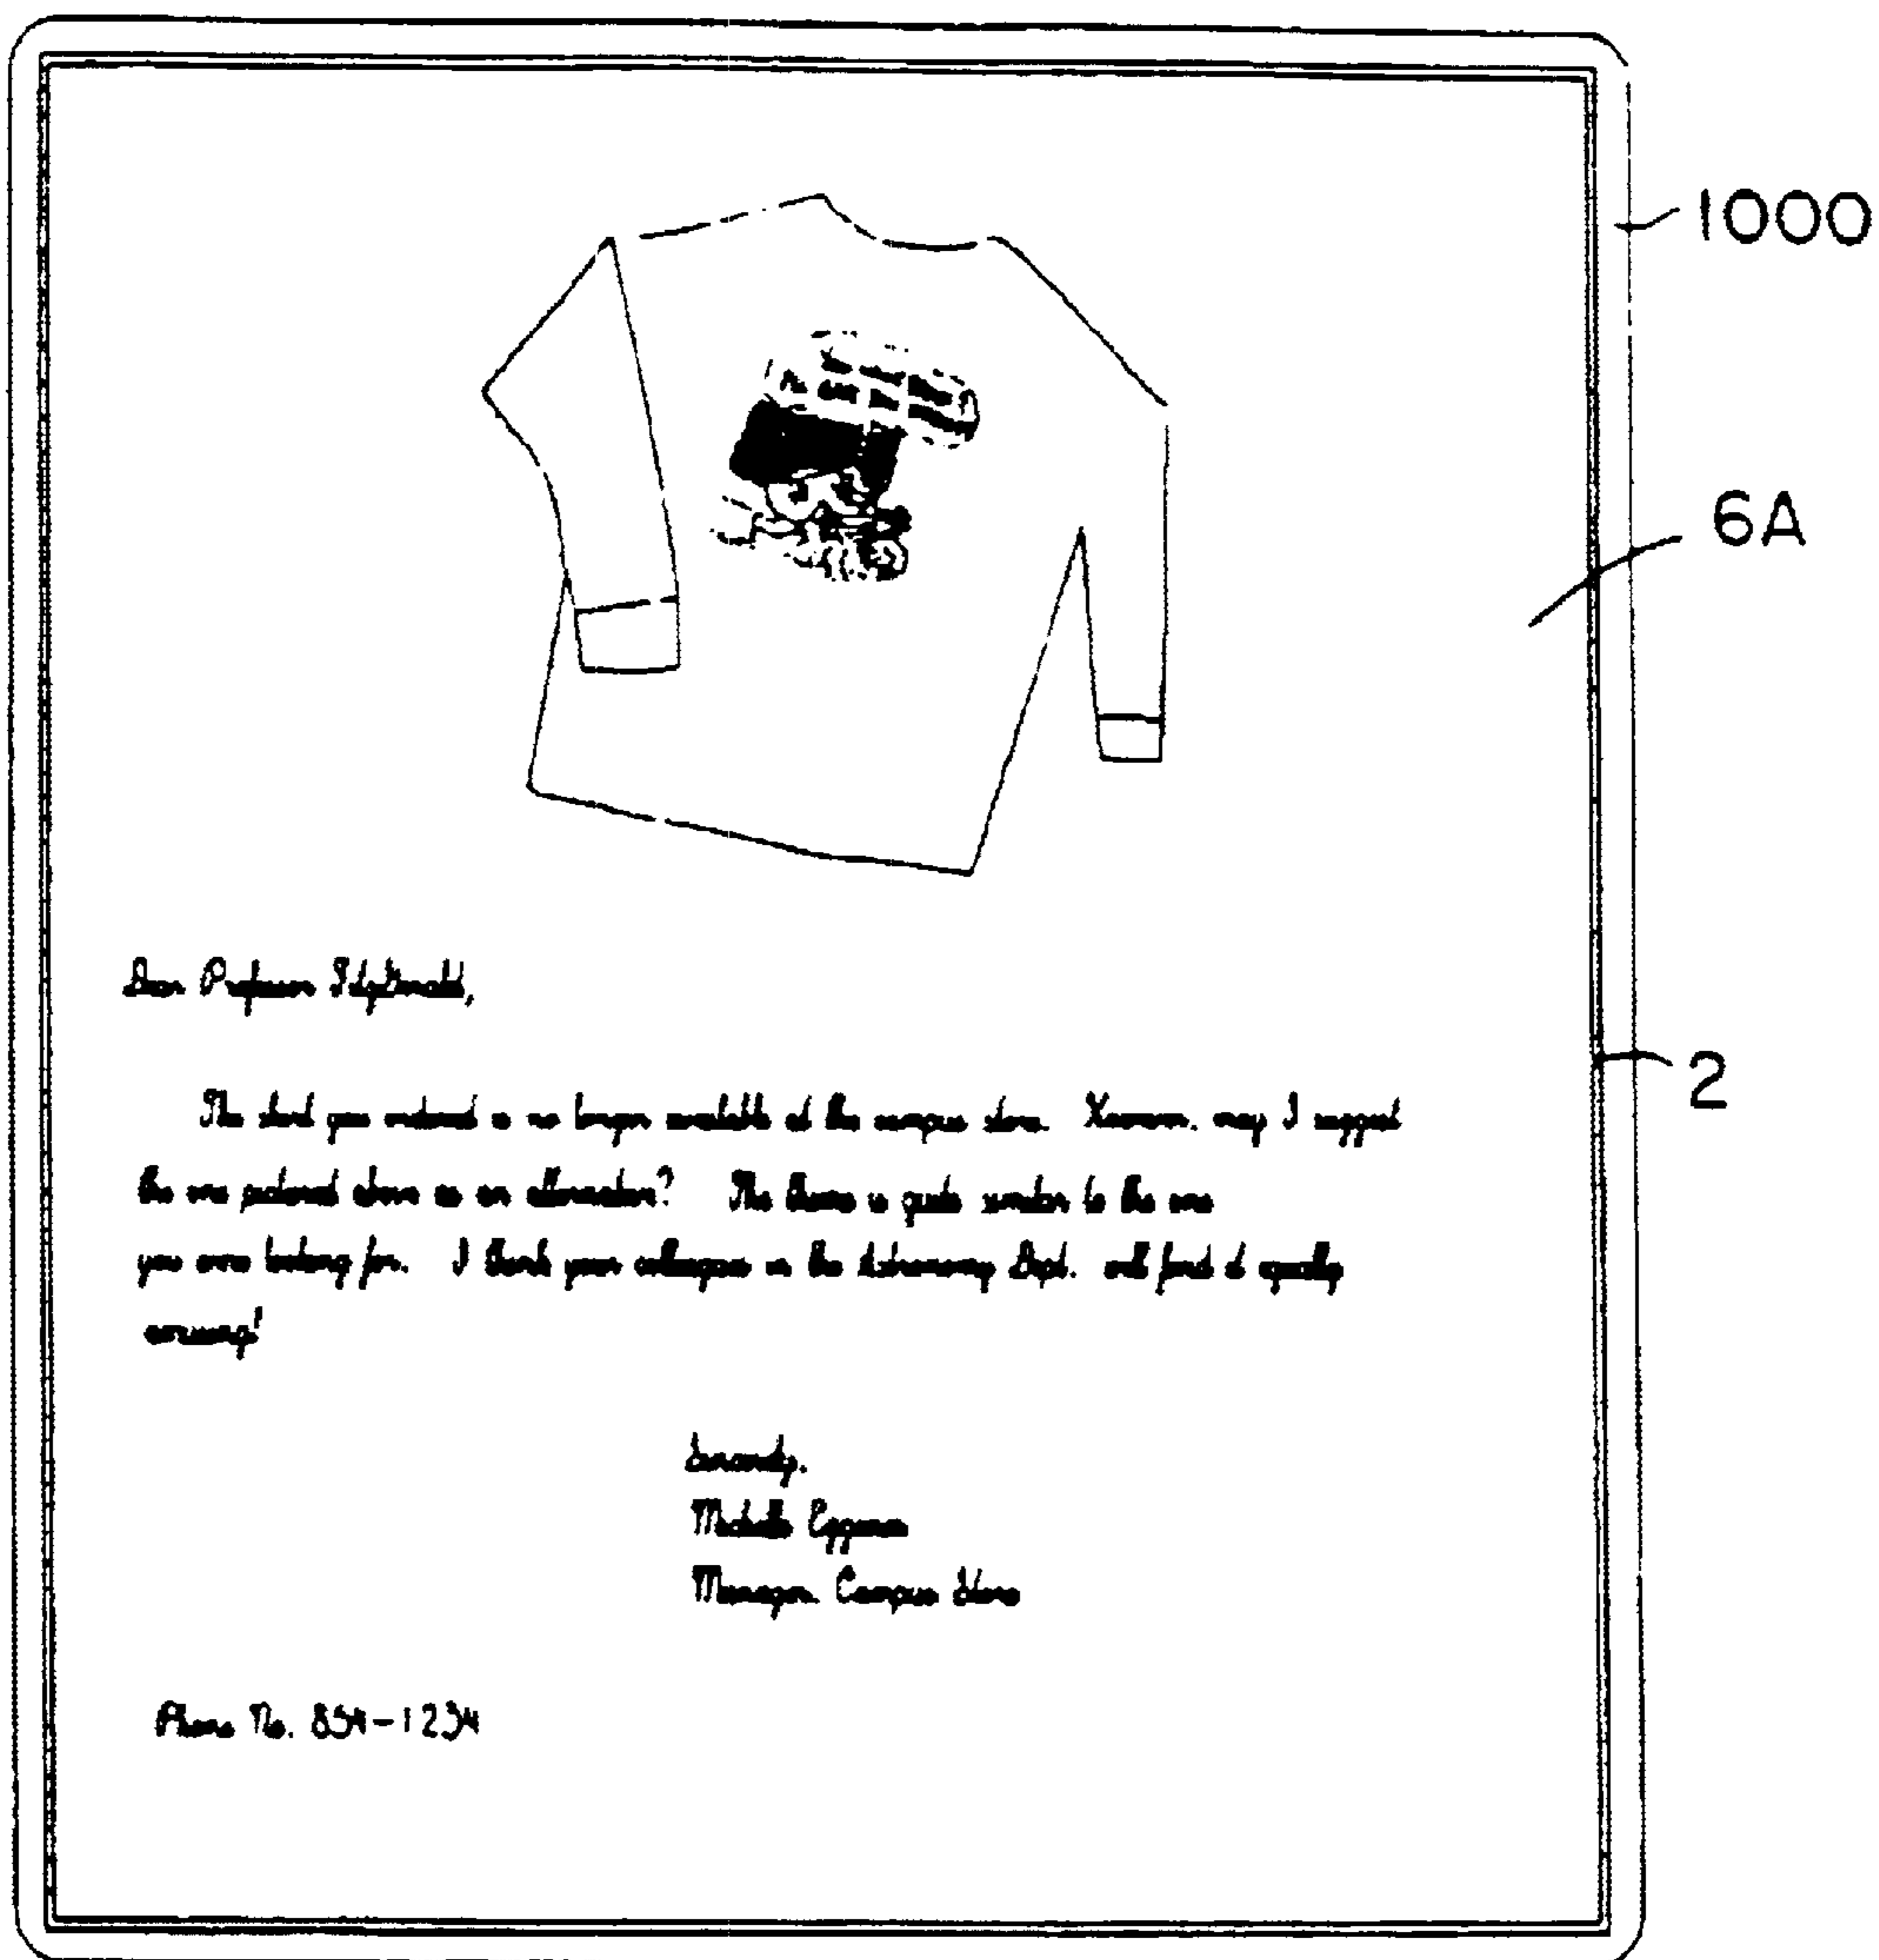 1000
6A
Dear Professor
The shirt you ordered is no longer available at the campus store. However, may I suggest
the one pictured above as an alternative? The theme is quite similar to the one
you were looking for. I think your colleagues in the Astronomy Dept. will find it equally
amusing!
2
Sincerely,
Michelle
Manager, Campus Store
Phone No. 854-1234